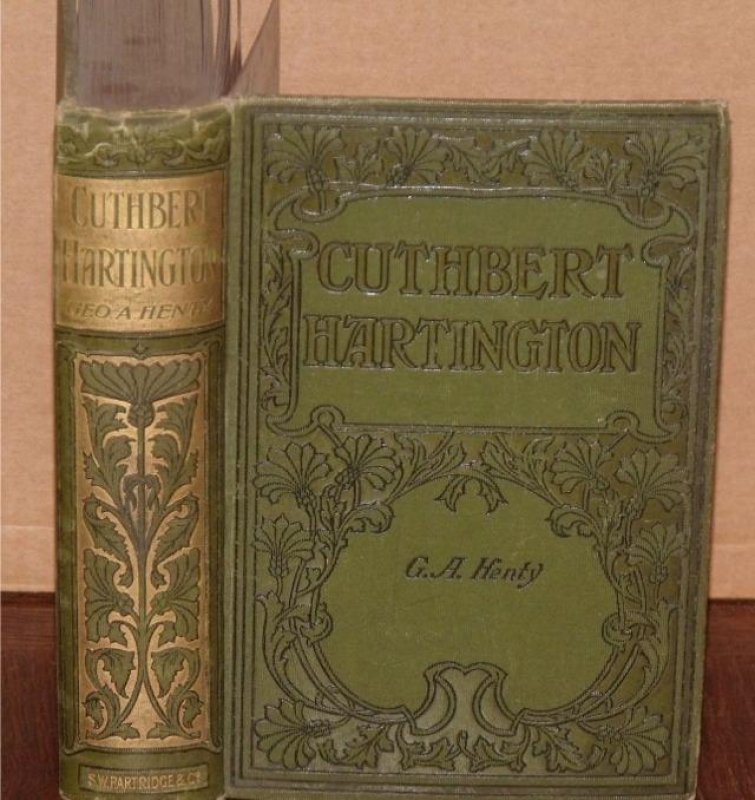 CUTHBERT
HARTINGTON
GEO A HENTY
S.W. PARTRIDGE & Co
CUTHBERT
HARTINGTON
G. A. Henty